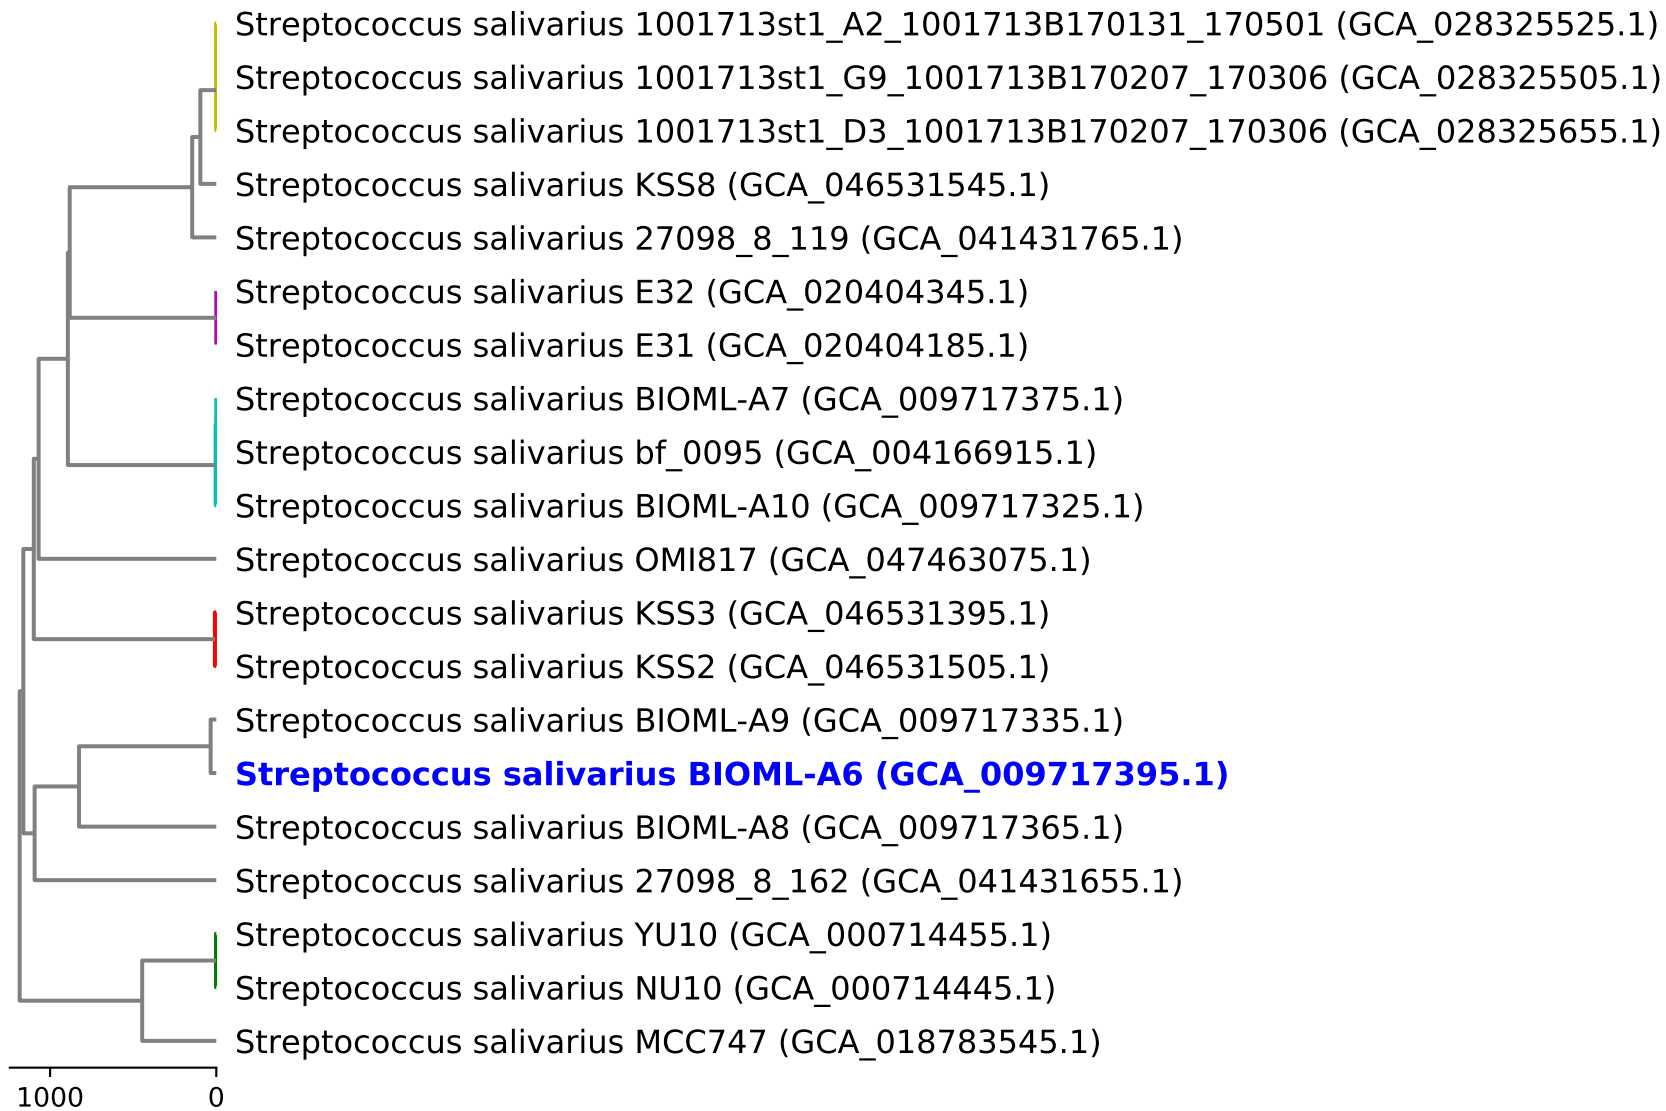 Streptococcus salivarius 1001713st1_A2_1001713B170131_170501 (GCA_028325525.1)
Streptococcus salivarius 1001713st1_G9_1001713B170207_170306 (GCA_028325505.1)
Streptococcus salivarius 1001713st1_D3_1001713B170207_170306 (GCA_028325655.1)
Streptococcus salivarius KSS8 (GCA_046531545.1)
Streptococcus salivarius 27098_8_119 (GCA_041431765.1)
Streptococcus salivarius E32 (GCA_020404345.1)
Streptococcus salivarius E31 (GCA_020404185.1)
Streptococcus salivarius BIOML-A7 (GCA_009717375.1)
Streptococcus salivarius bf_0095 (GCA_004166915.1)
Streptococcus salivarius BIOML-A10 (GCA_009717325.1)
Streptococcus salivarius OMI817 (GCA_047463075.1)
Streptococcus salivarius KSS3 (GCA_046531395.1)
Streptococcus salivarius KSS2 (GCA_046531505.1)
Streptococcus salivarius BIOML-A9 (GCA_009717335.1)
Streptococcus salivarius BIOML-A6 (GCA_009717395.1)
Streptococcus salivarius BIOML-A8 (GCA_009717365.1)
Streptococcus salivarius 27098_8_162 (GCA_041431655.1)
Streptococcus salivarius YU10 (GCA_000714455.1)
Streptococcus salivarius NU10 (GCA_000714445.1)
Streptococcus salivarius MCC747 (GCA_018783545.1)
1000 0